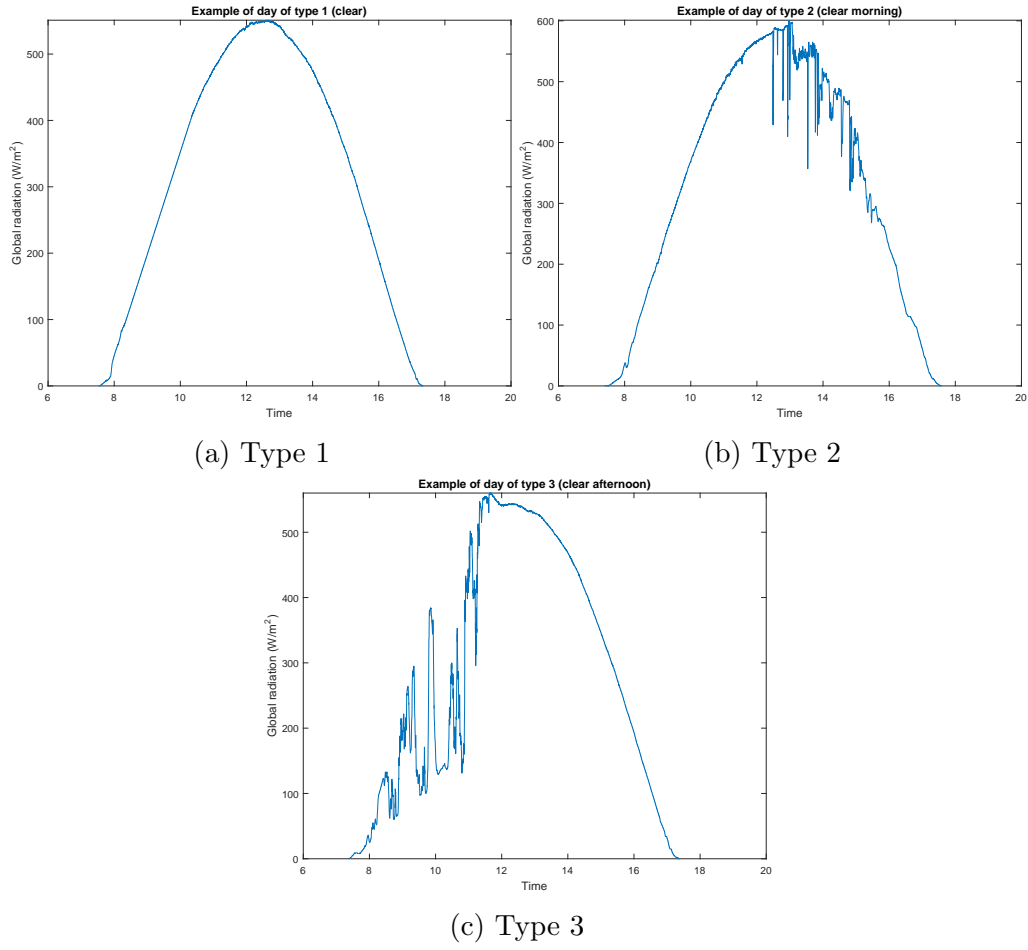 Example of day of type 1 (clear)
Global radiation (W/m²)
500
400
300
200
100
0
6 8 10 12 14 16 18 20
Time
(a) Type 1
Example of day of type 2 (clear morning)
Global radiation (W/m²)
600
500
400
300
200
100
0
6 8 10 12 14 16 18 20
Time
(b) Type 2
Example of day of type 3 (clear afternoon)
Global radiation (W/m²)
500
400
300
200
100
0
6 8 10 12 14 16 18 20
Time
(c) Type 3